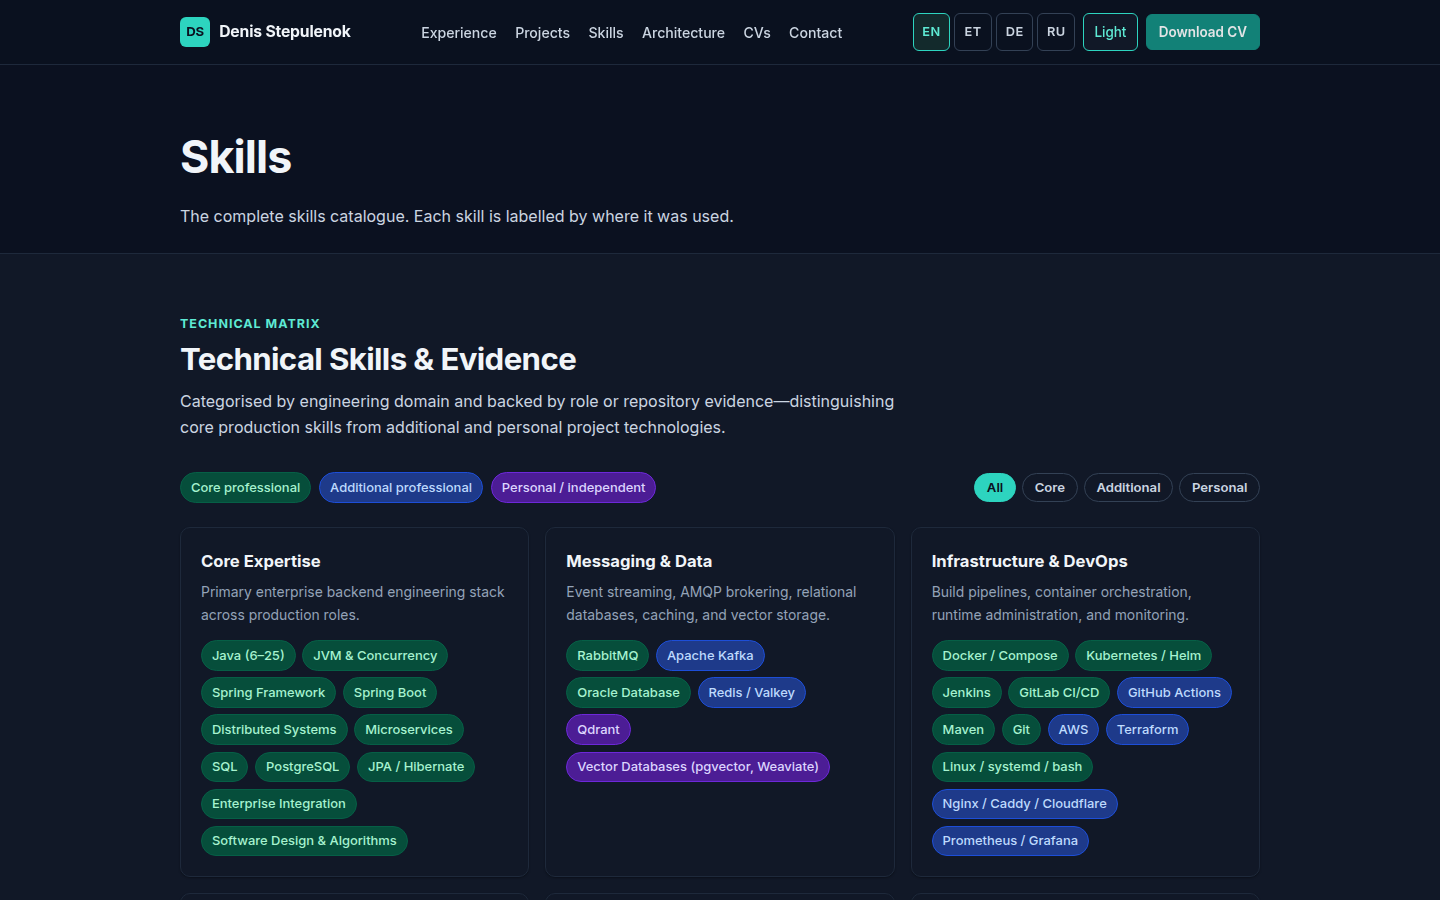 DS Denis Stepulenok Experience Projects Skills Architecture CVs Contact EN ET DE RU Light Download CV
Skills
The complete skills catalogue. Each skill is labelled by where it was used.
TECHNICAL MATRIX
Technical Skills & Evidence
Categorised by engineering domain and backed by role or repository evidence—distinguishing
core production skills from additional and personal project technologies.
Core professional Additional professional Personal / independent All Core Additional Personal
Core Expertise
Primary enterprise backend engineering stack
across production roles.
Java (6–25) JVM & Concurrency
Spring Framework Spring Boot
Distributed Systems Microservices
SQL PostgreSQL JPA / Hibernate
Enterprise Integration
Software Design & Algorithms
Messaging & Data
Event streaming, AMQP brokering, relational
databases, caching, and vector storage.
RabbitMQ Apache Kafka
Oracle Database Redis / Valkey
Qdrant
Vector Databases (pgvector, Weaviate)
Infrastructure & DevOps
Build pipelines, container orchestration,
runtime administration, and monitoring.
Docker / Compose Kubernetes / Helm
Jenkins GitLab CI/CD GitHub Actions
Maven Git AWS Terraform
Linux / systemd / bash
Nginx / Caddy / Cloudflare
Prometheus / Grafana